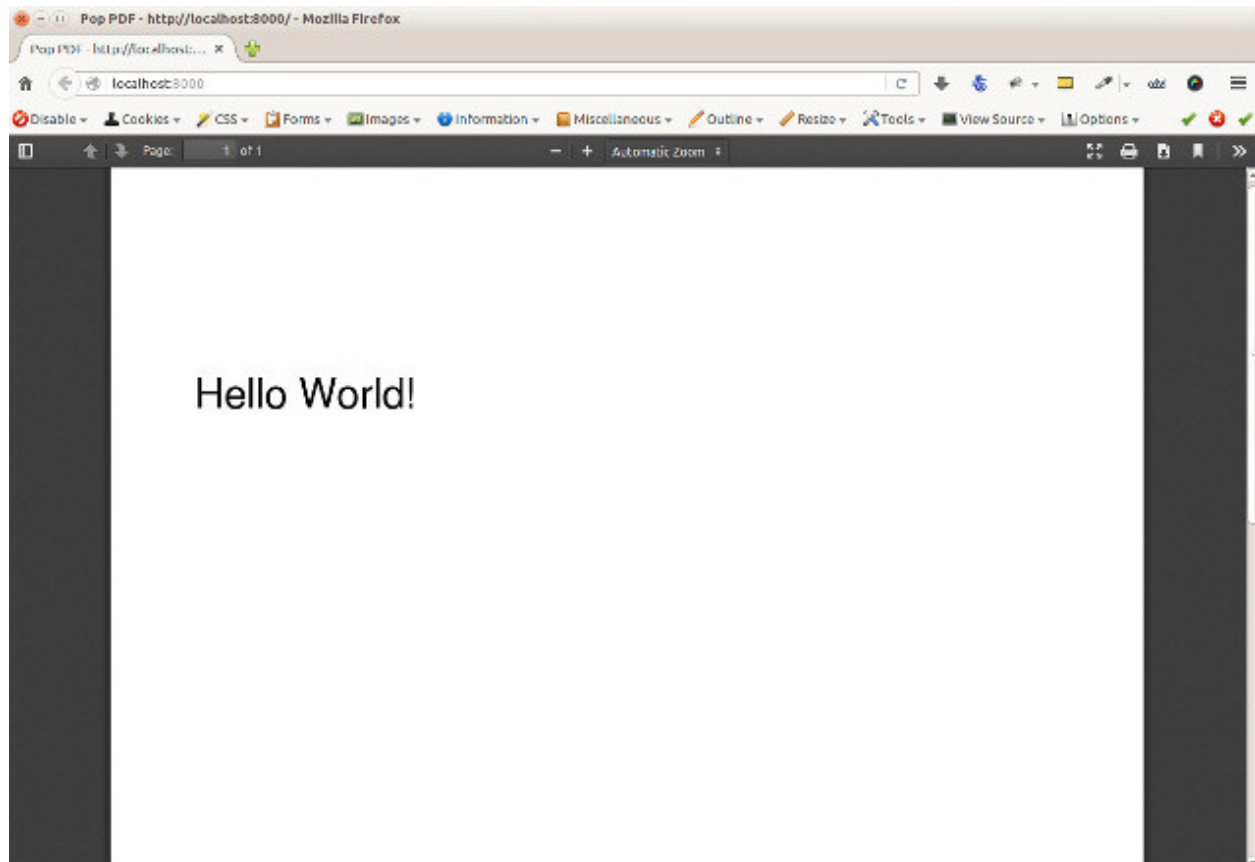 Pop PDF - http://localhost:8000/ - Mozilla Firefox
Pop PDF - http://localhost:...
localhost:8000
abd
Disable Cookies CSS Forms Images Information Miscellaneous Outline Resize Tools View Source Options
Page: 1 of 1 Automatic Zoom
Hello World!